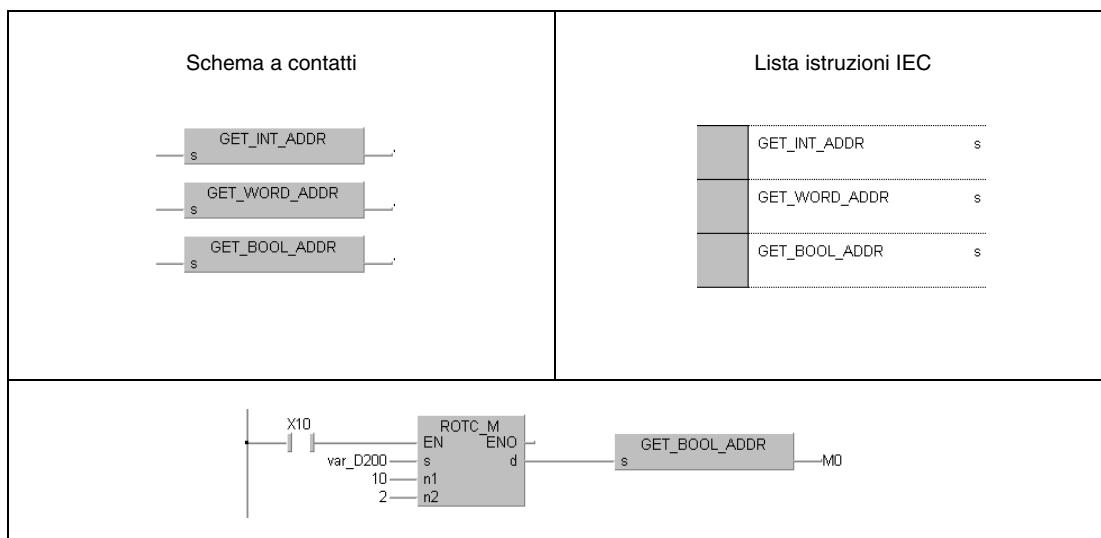 Schema a contatti
GET_INT_ADDR
s
GET_WORD_ADDR
s
GET_BOOL_ADDR
s
Lista istruzioni IEC
GET_INT_ADDR s
GET_WORD_ADDR s
GET_BOOL_ADDR s
X10
ROTC_M
EN ENO
var_D200 s d
10 n1
2 n2
GET_BOOL_ADDR
s M0